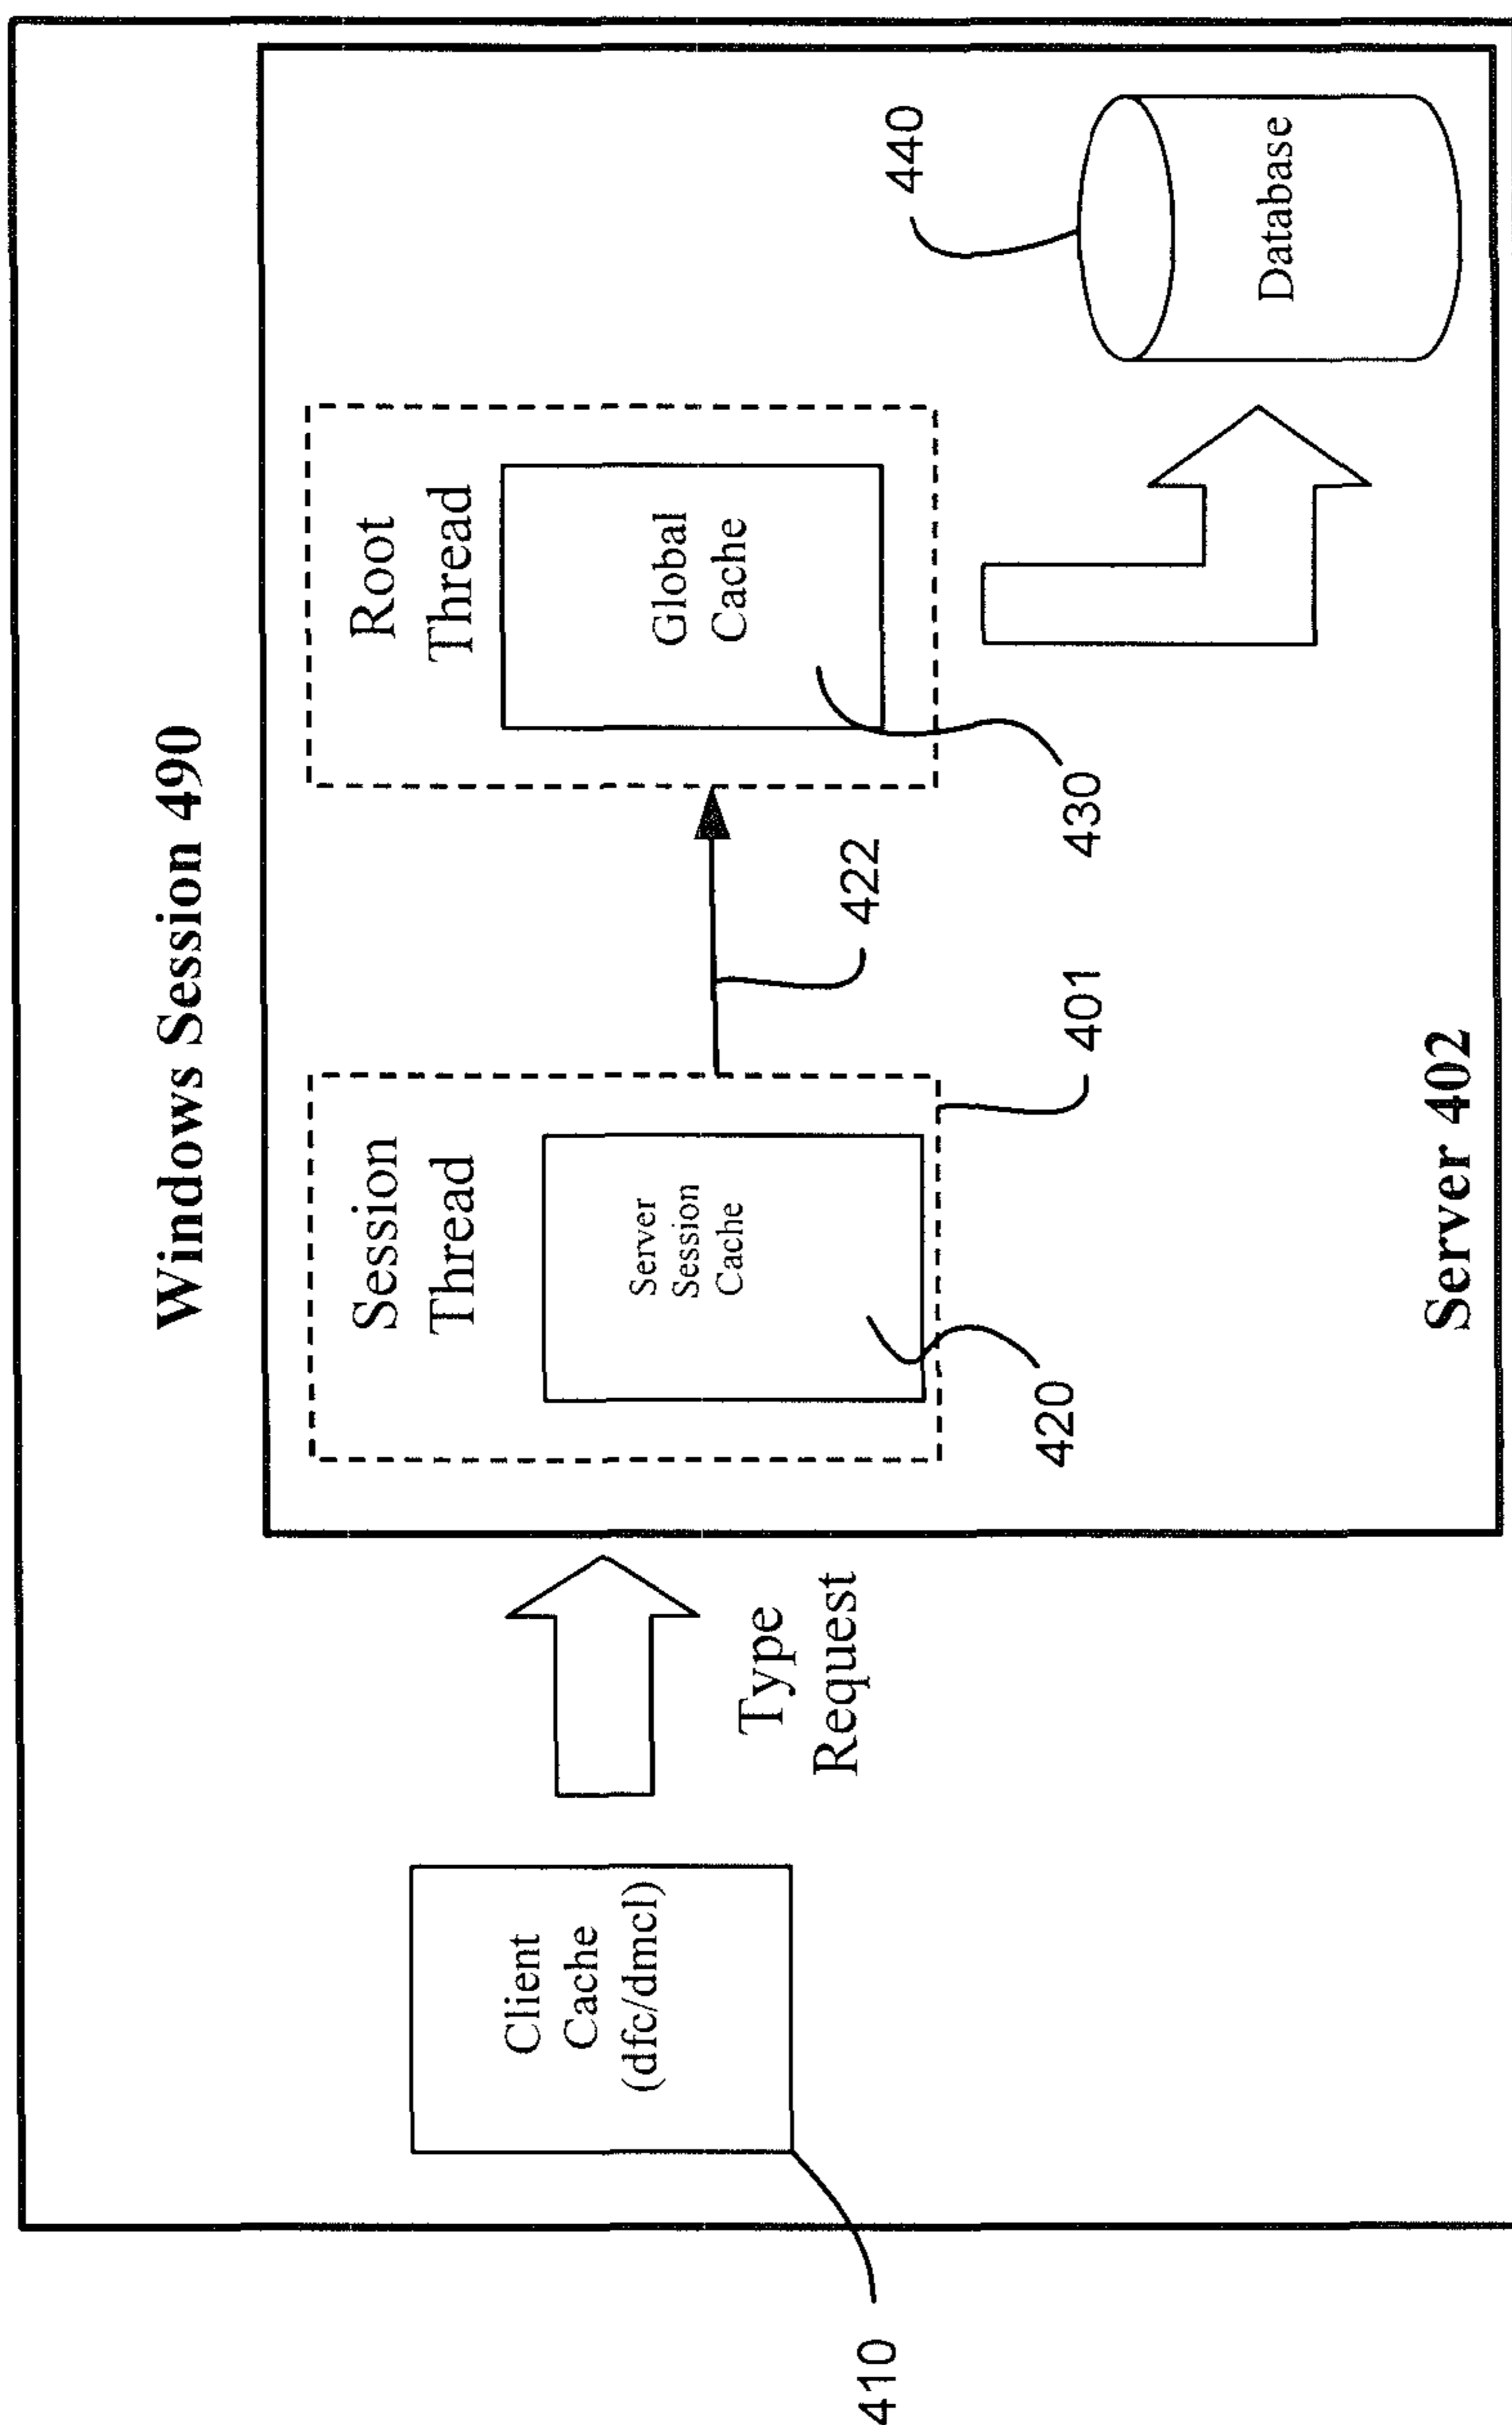 Windows Session 490
Client
Cache
(dfc/dmcl)
410
Type
Request
Session
Thread
Server
Session
Cache
420
401
422
Root
Thread
Global
Cache
430
440
Database
Server 402